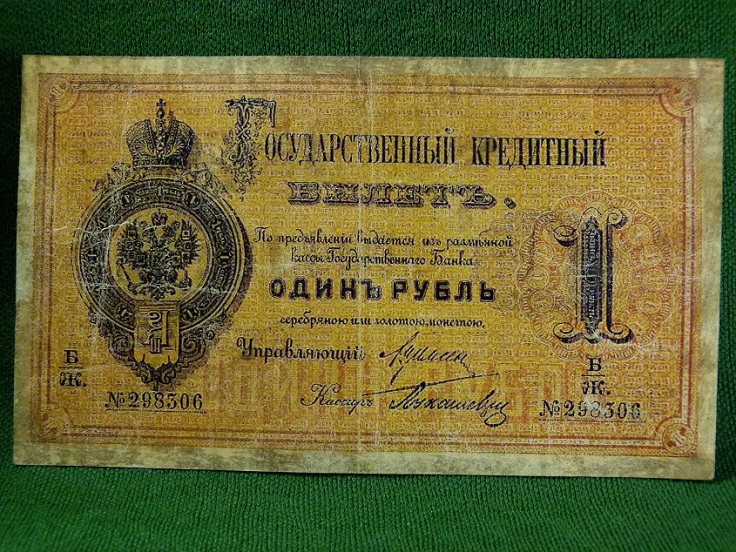 Государственный Кредитный
Билетъ.
По предъявленіи выдается изъ размѣнной
кассы Государственнаго Банка
ОДИНЪ РУБЛЬ
серебряною или золотою монетою.
1
Управляющій
Кассиръ
Б
Ж.
№298306
Б
Ж.
№298306